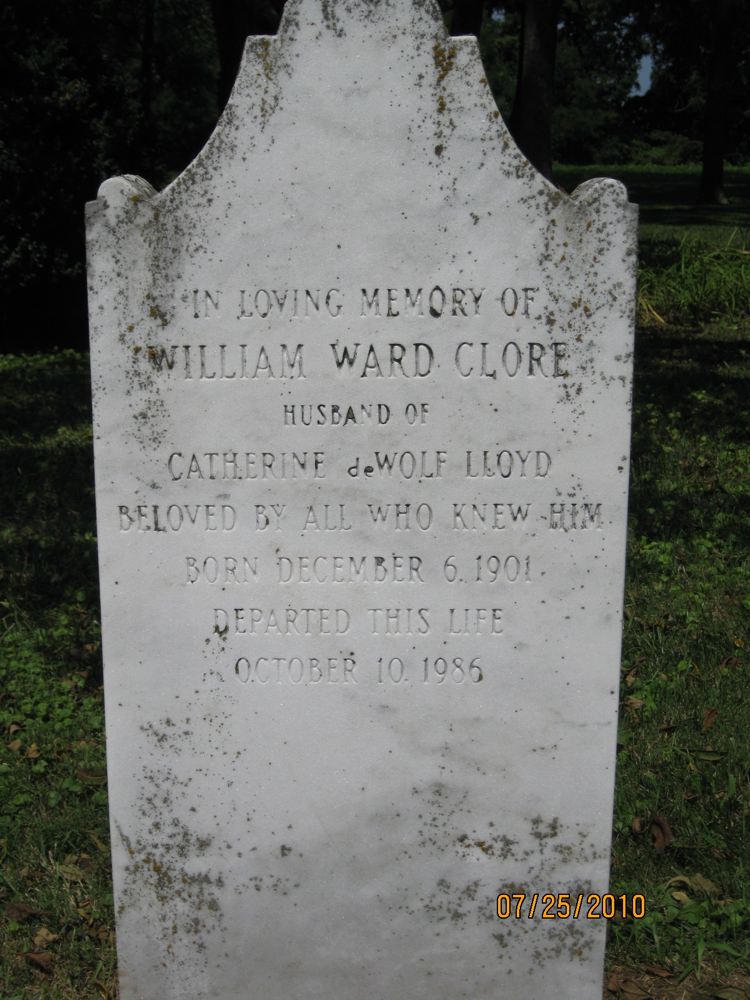 IN LOVING MEMORY OF
WILLIAM WARD CLORE
HUSBAND OF
CATHERINE deWOLF LLOYD
BELOVED BY ALL WHO KNEW HIM
BORN DECEMBER 6. 1901
DEPARTED THIS LIFE
OCTOBER 10. 1986
07/25/2010